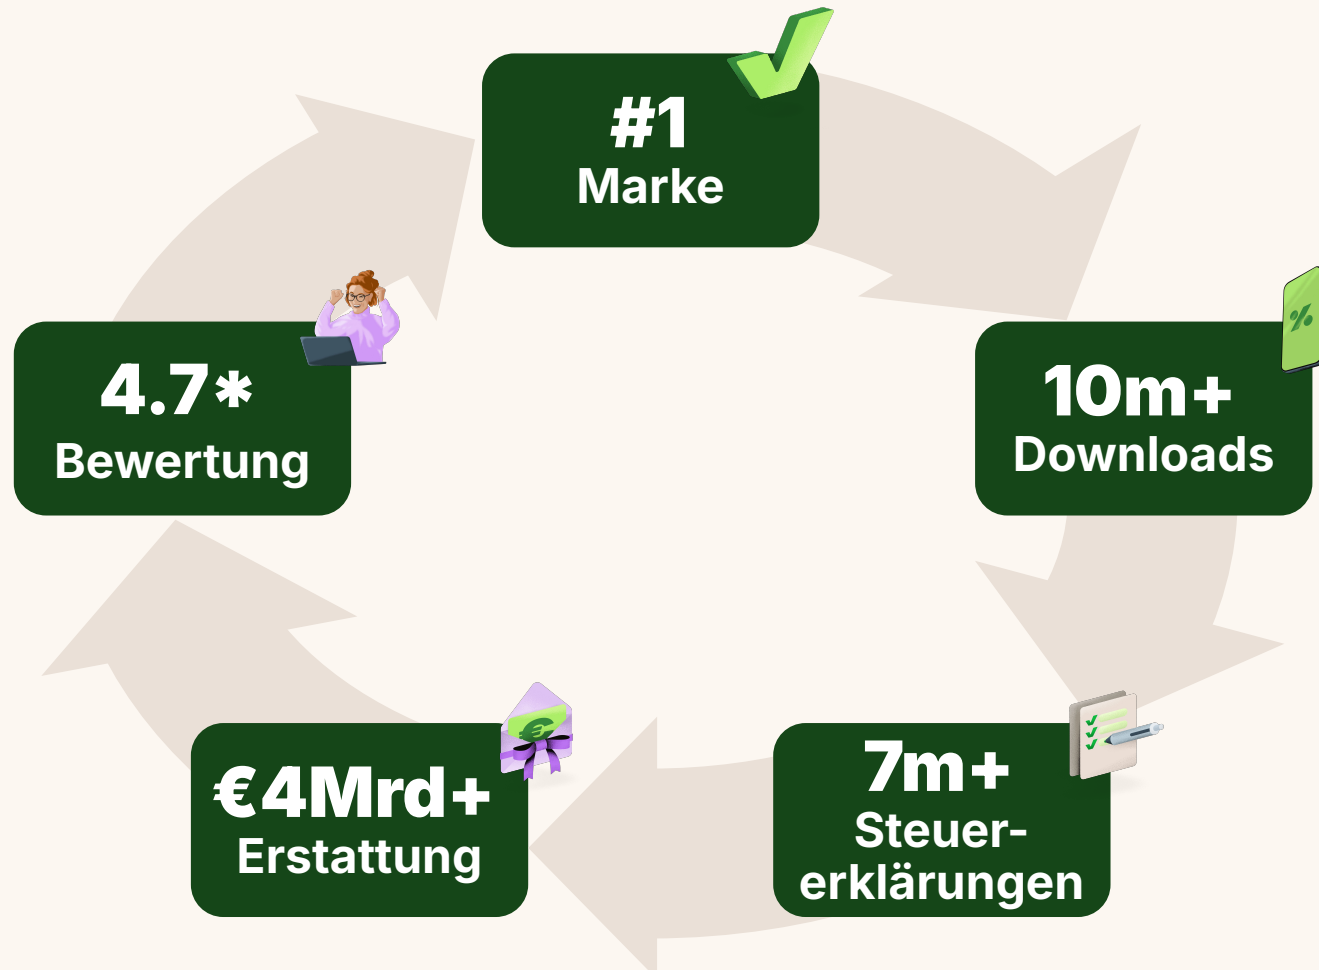 #1
Marke
10m+
Downloads
7m+
Steuer-
erklärungen
€4Mrd+
Erstattung
4.7*
Bewertung